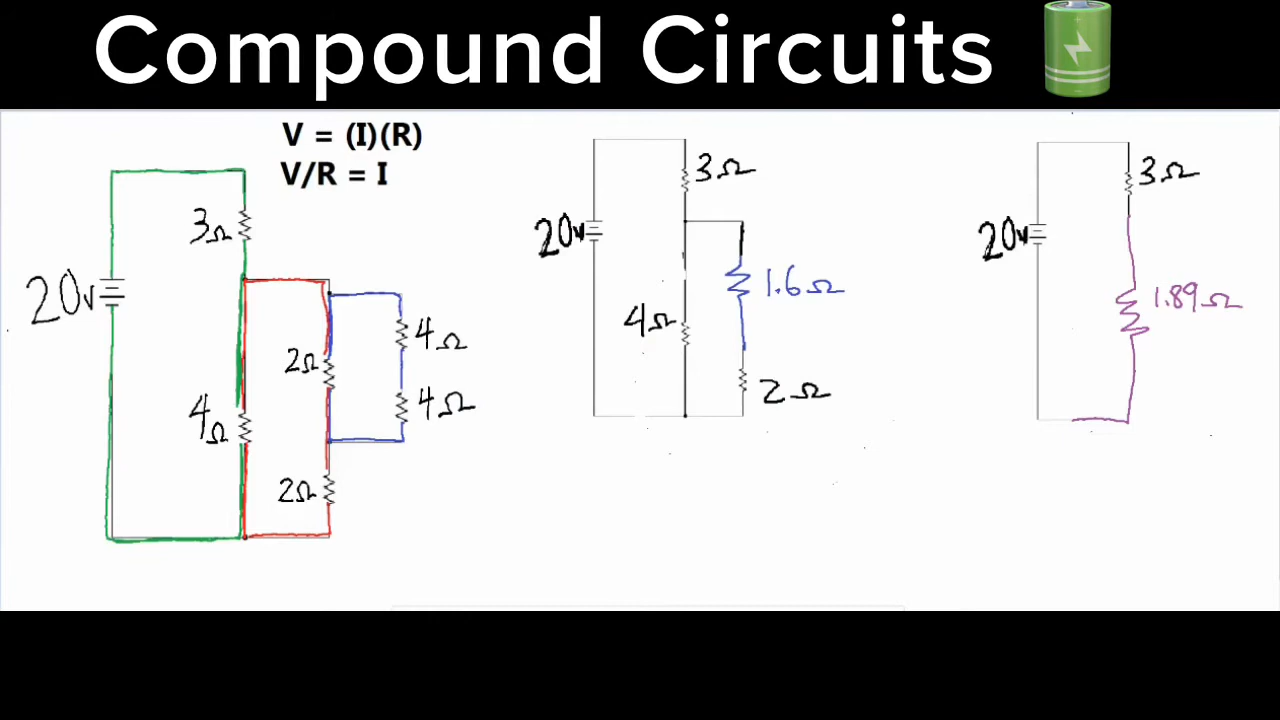 Compound Circuits
V = (I)(R)
V/R = I
3Ω
20v
4Ω
2Ω
4Ω
4Ω
2Ω
3Ω
20v
1.6Ω
4Ω
2Ω
3Ω
20v
1.89Ω